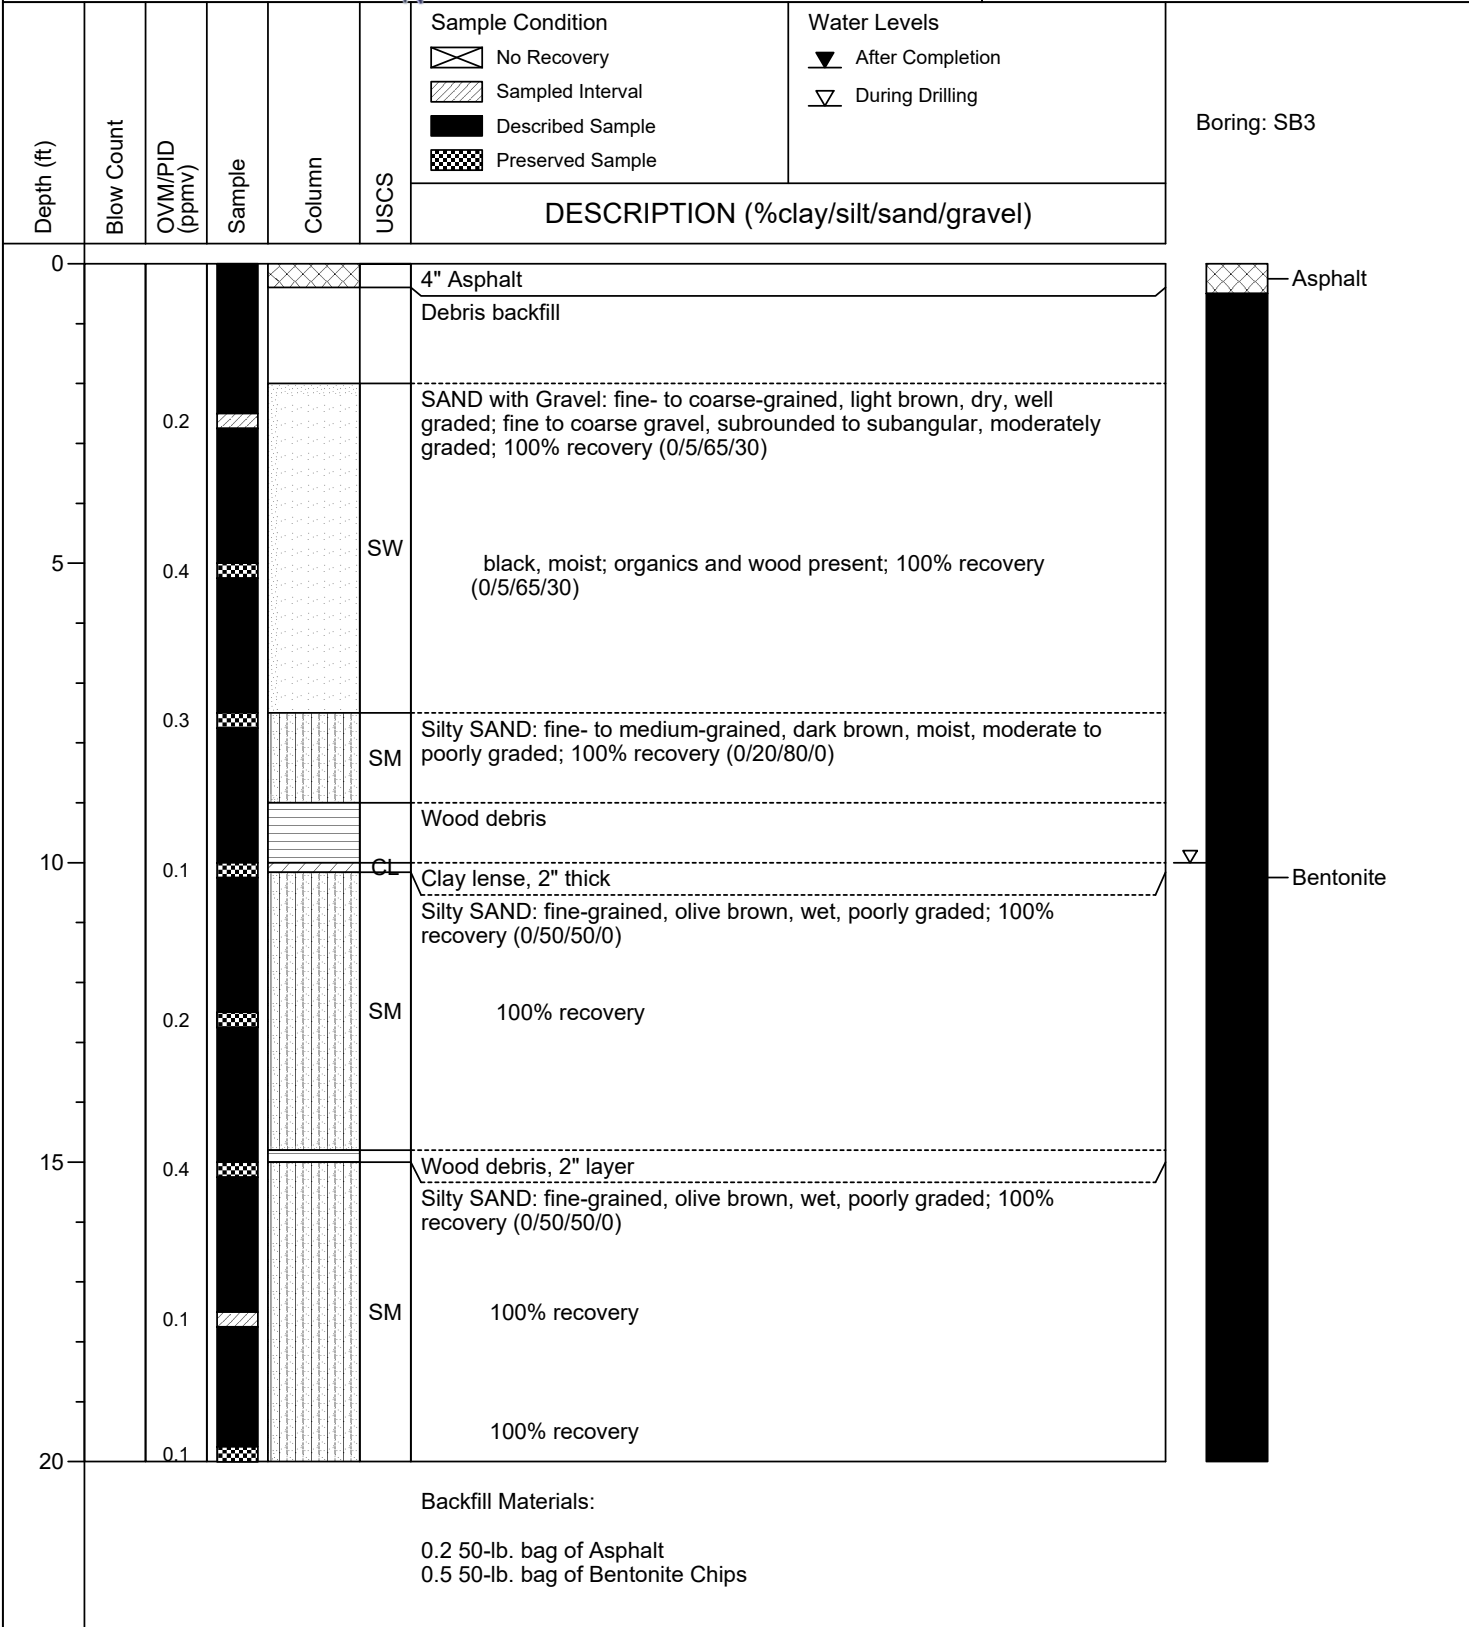 Sample Condition
No Recovery
Sampled Interval
Described Sample
Preserved Sample
Water Levels
After Completion
During Drilling
Boring: SB3
Depth (ft)
Blow Count
OVM/PID
(ppmv)
Sample
Column
USCS
DESCRIPTION (%clay/silt/sand/gravel)
0
4" Asphalt
Asphalt
Debris backfill
SAND with Gravel: fine- to coarse-grained, light brown, dry, well
0.2
graded; fine to coarse gravel, subrounded to subangular, moderately
graded; 100% recovery (0/5/65/30)
SW
5
0.4
black, moist; organics and wood present; 100% recovery
(0/5/65/30)
0.3
Silty SAND: fine- to medium-grained, dark brown, moist, moderate to
SM
poorly graded; 100% recovery (0/20/80/0)
Wood debris
10
0.1
CL
Clay lense, 2" thick
Bentonite
Silty SAND: fine-grained, olive brown, wet, poorly graded; 100%
recovery (0/50/50/0)
0.2
SM
100% recovery
15
0.4
Wood debris, 2" layer
Silty SAND: fine-grained, olive brown, wet, poorly graded; 100%
recovery (0/50/50/0)
0.1
SM
100% recovery
100% recovery
0.1
20
Backfill Materials:
0.2 50-lb. bag of Asphalt
0.5 50-lb. bag of Bentonite Chips